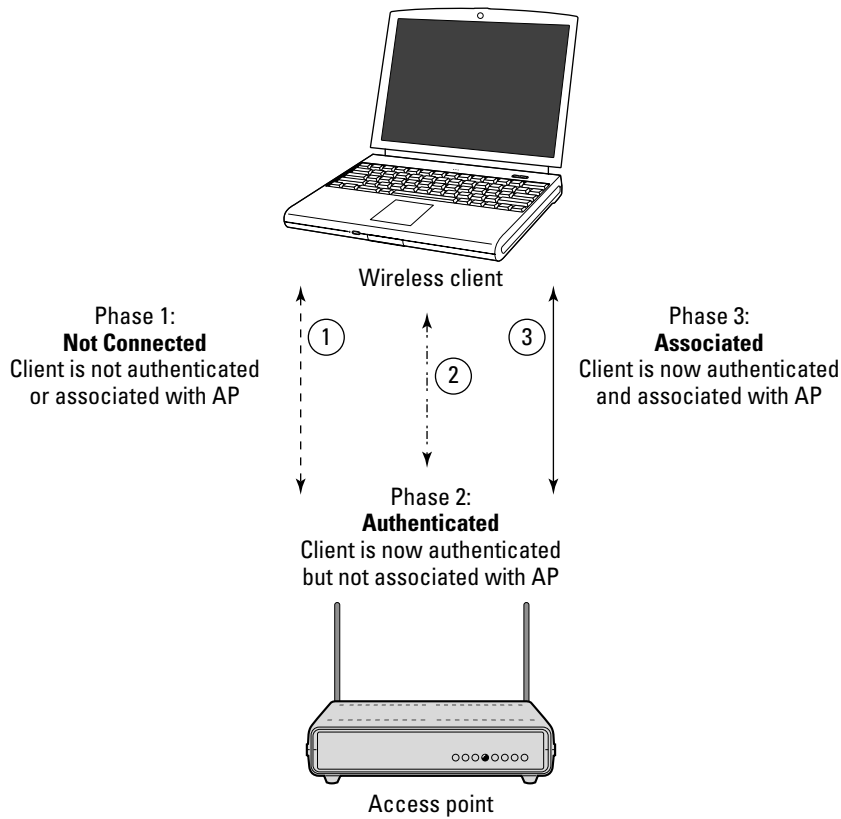 Wireless client
Phase 1:
Not Connected
Client is not authenticated
or associated with AP
1
2
3
Phase 3:
Associated
Client is now authenticated
and associated with AP
Phase 2:
Authenticated
Client is now authenticated
but not associated with AP
Access point